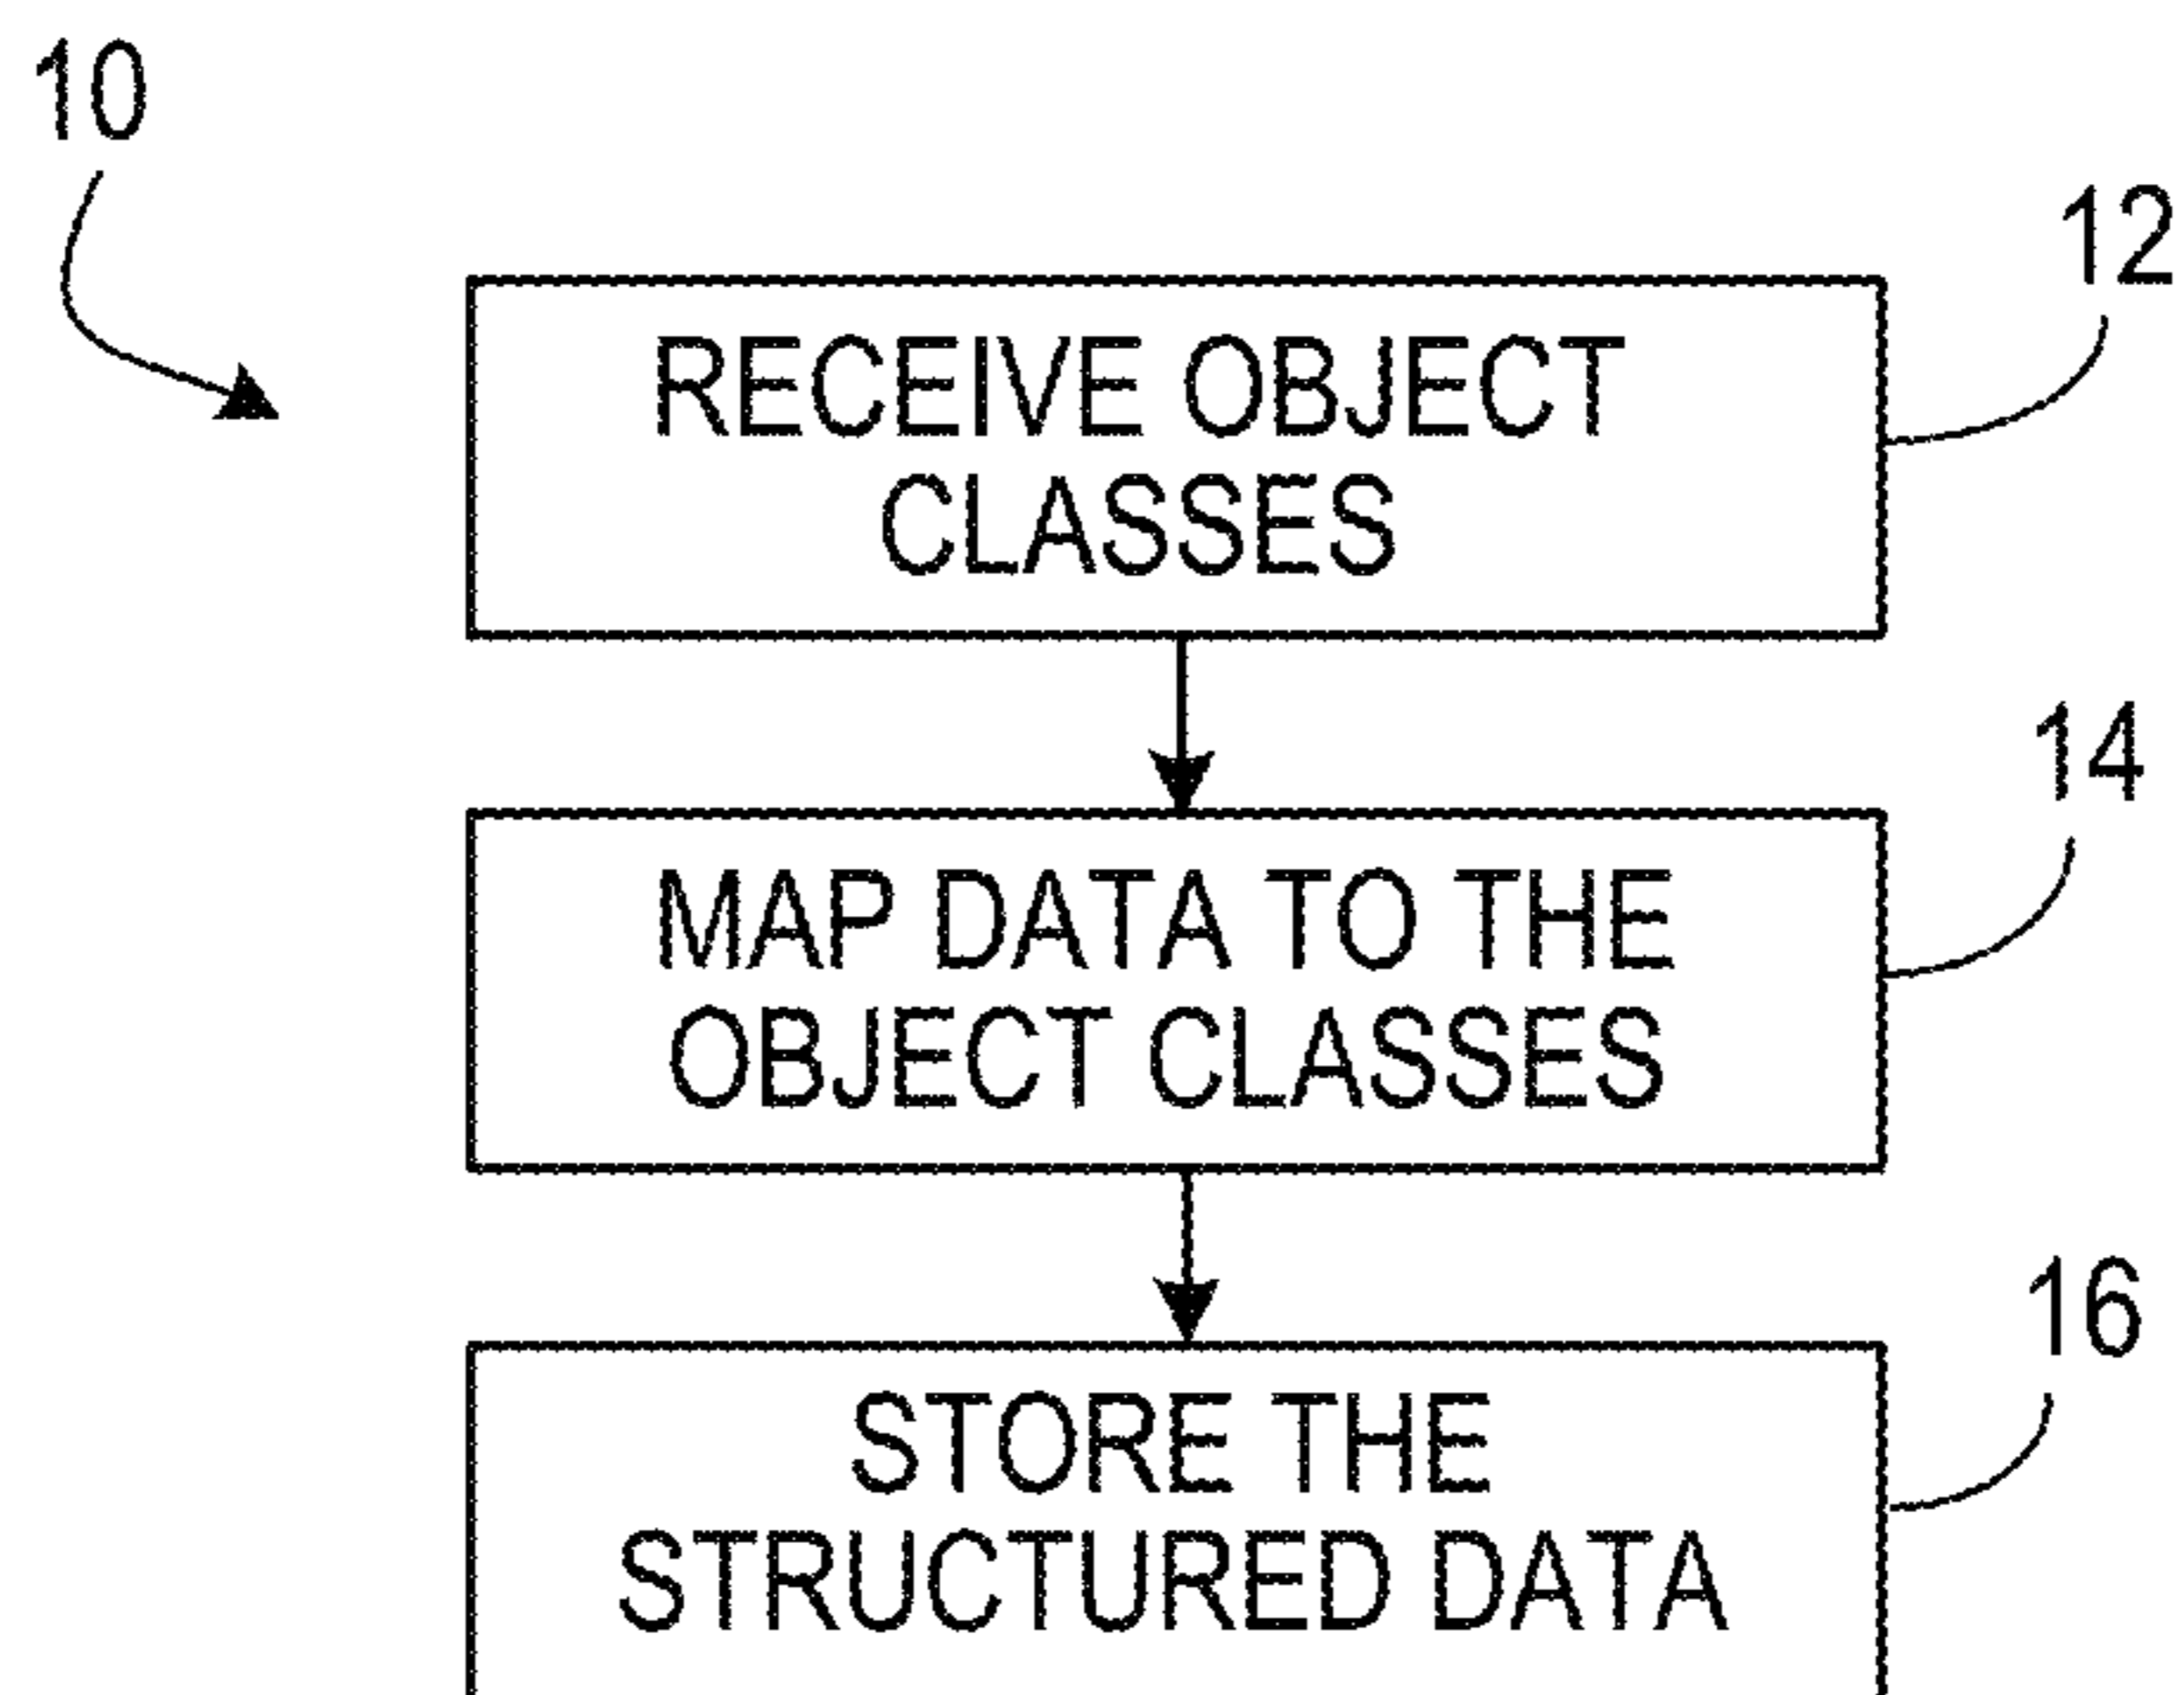 10
12
RECEIVE OBJECT
CLASSES
14
MAP DATA TO THE
OBJECT CLASSES
16
STORE THE
STRUCTURED DATA